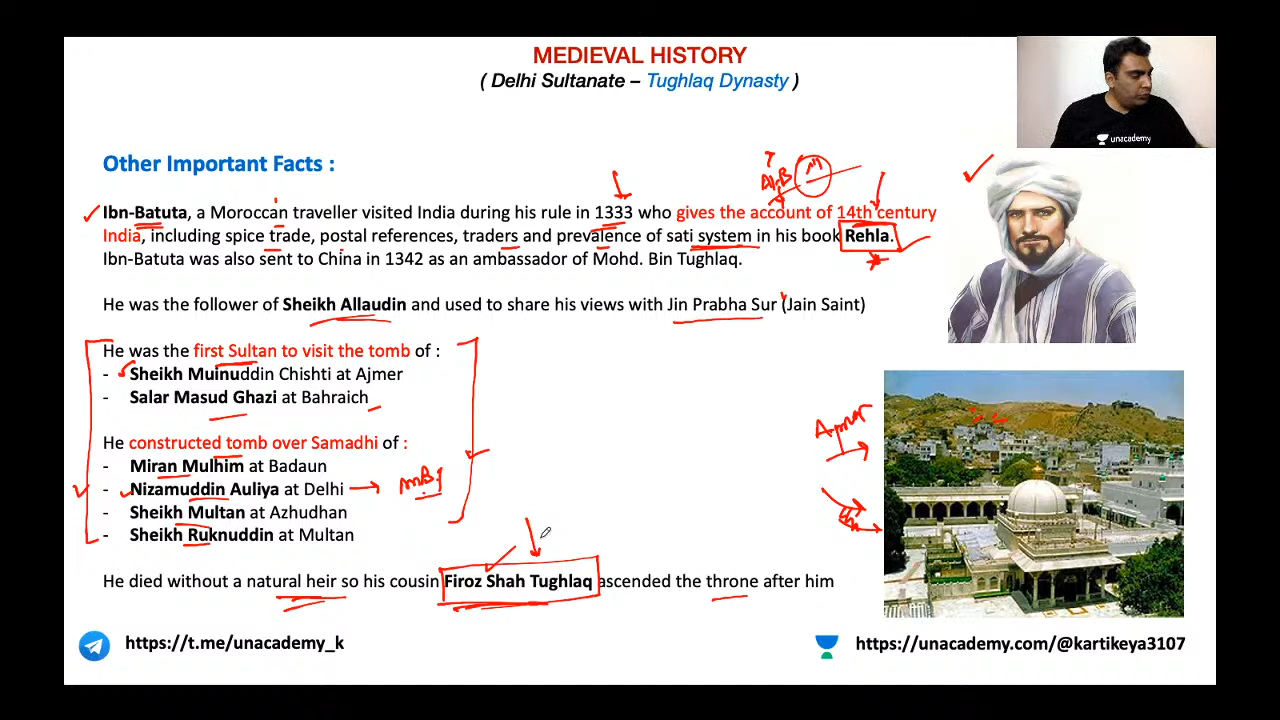 MEDIEVAL HISTORY
( Delhi Sultanate – Tughlaq Dynasty )
unacademy
Other Important Facts :
Ibn-Batuta, a Moroccan traveller visited India during his rule in 1333 who gives the account of 14th century
India, including spice trade, postal references, traders and prevalence of sati system in his book Rehla.
Ibn-Batuta was also sent to China in 1342 as an ambassador of Mohd. Bin Tughlaq.
He was the follower of Sheikh Allaudin and used to share his views with Jin Prabha Sur (Jain Saint)
He was the first Sultan to visit the tomb of :
- Sheikh Muinuddin Chishti at Ajmer
- Salar Masud Ghazi at Bahraich
He constructed tomb over Samadhi of :
- Miran Mulhim at Badaun
- Nizamuddin Auliya at Delhi
- Sheikh Multan at Azhudhan
- Sheikh Ruknuddin at Multan
He died without a natural heir so his cousin Firoz Shah Tughlaq ascended the throne after him
https://t.me/unacademy_k
https://unacademy.com/@kartikeya3107